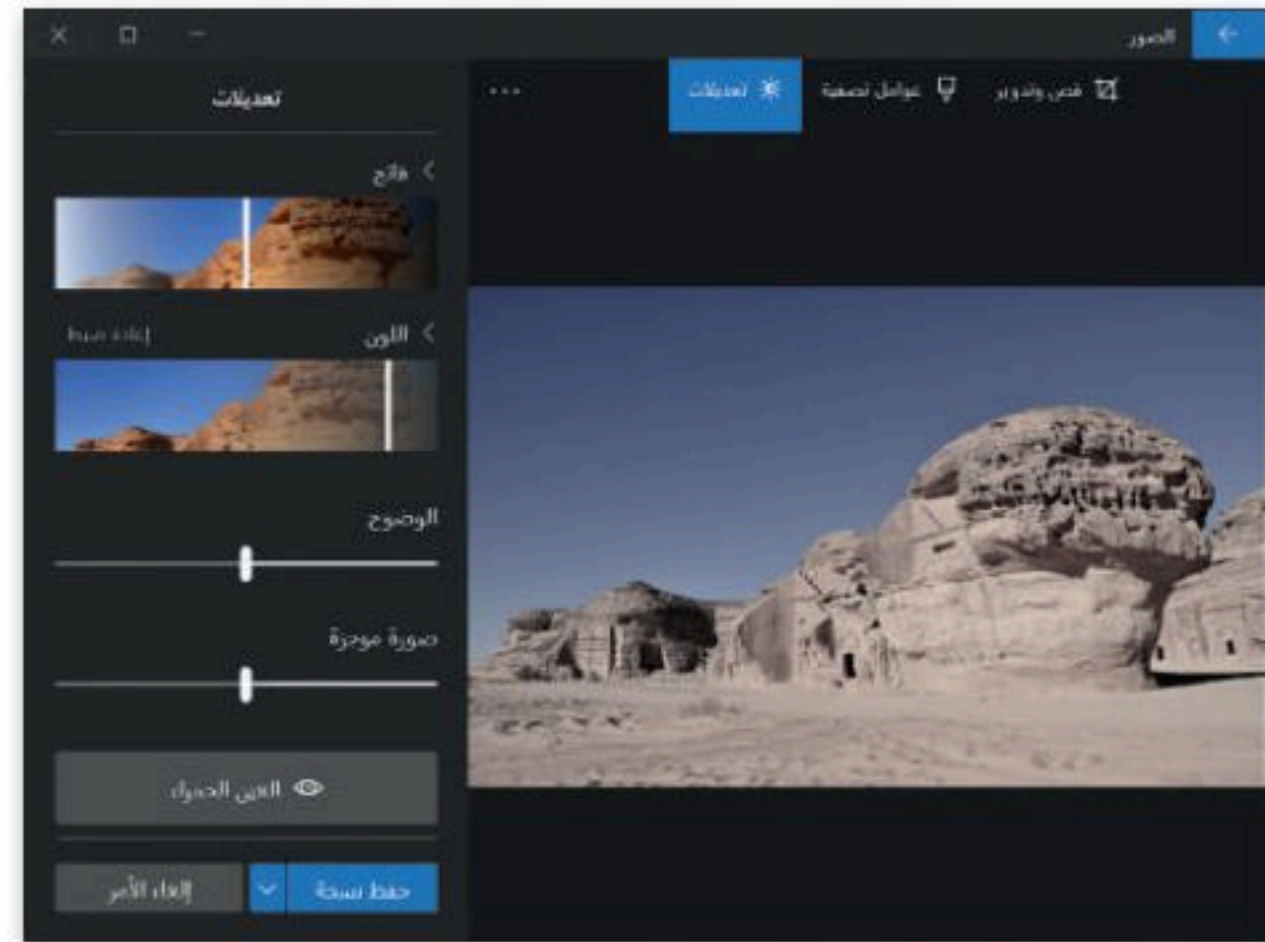 الصور
قص وتدوير
عوامل تصفية
تعديلات
...
تعديلات
فاتح
اللون
إعادة ضبط
الوضوح
صورة موجزة
العين الحمراء
حفظ نسخة
إلغاء الأمر